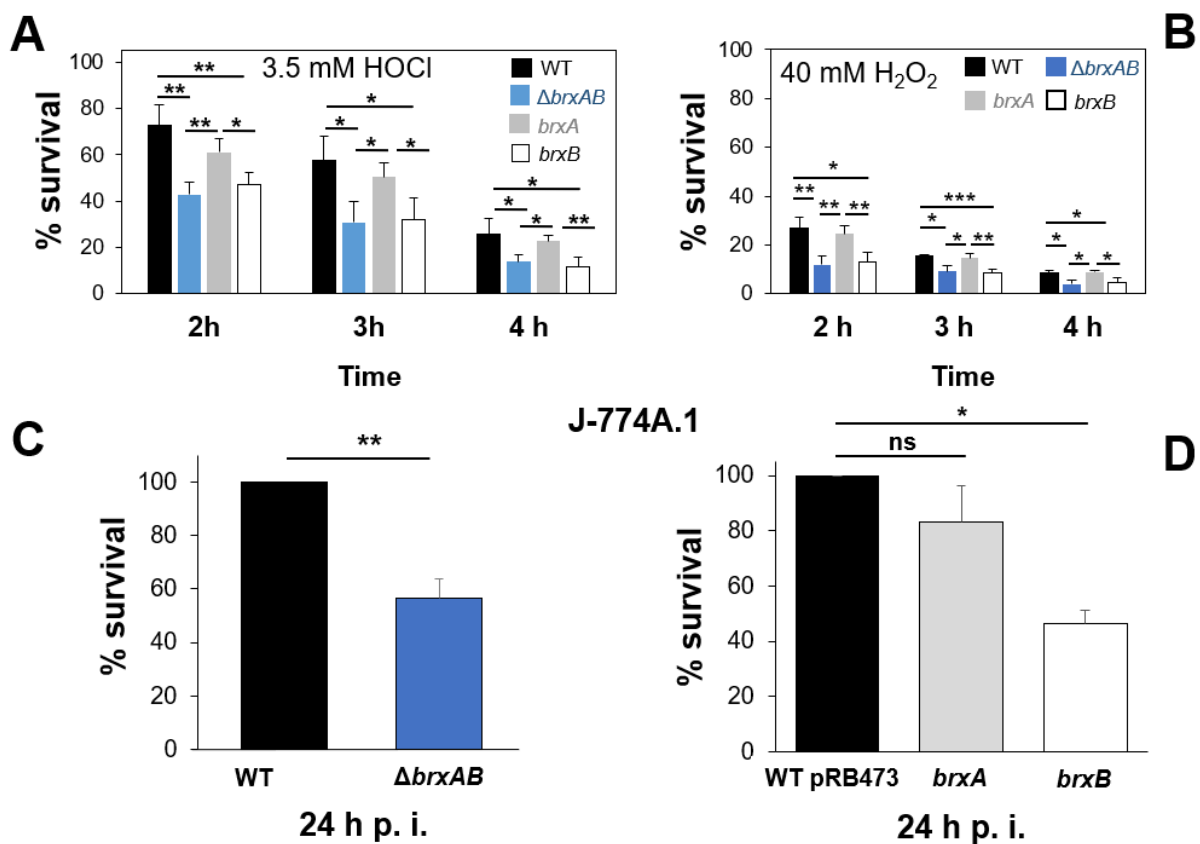 A
B
% survival
100
80
60
40
20
0
3.5 mM HOCl
WT
ΔbrxAB
brxA
brxB
**
**
**
*
*
*
*
*
*
*
*
**
2h
3h
4 h
Time
% survival
100
80
60
40
20
0
40 mM H₂O₂
WT
ΔbrxAB
brxA
brxB
*
**
**
**
***
*
*
**
*
*
*
*
2 h
3 h
4 h
Time
J-774A.1
C
D
% survival
100
80
60
40
20
0
**
WT
ΔbrxAB
24 h p. i.
% survival
100
80
60
40
20
0
*
ns
WT pRB473
brxA
brxB
24 h p. i.